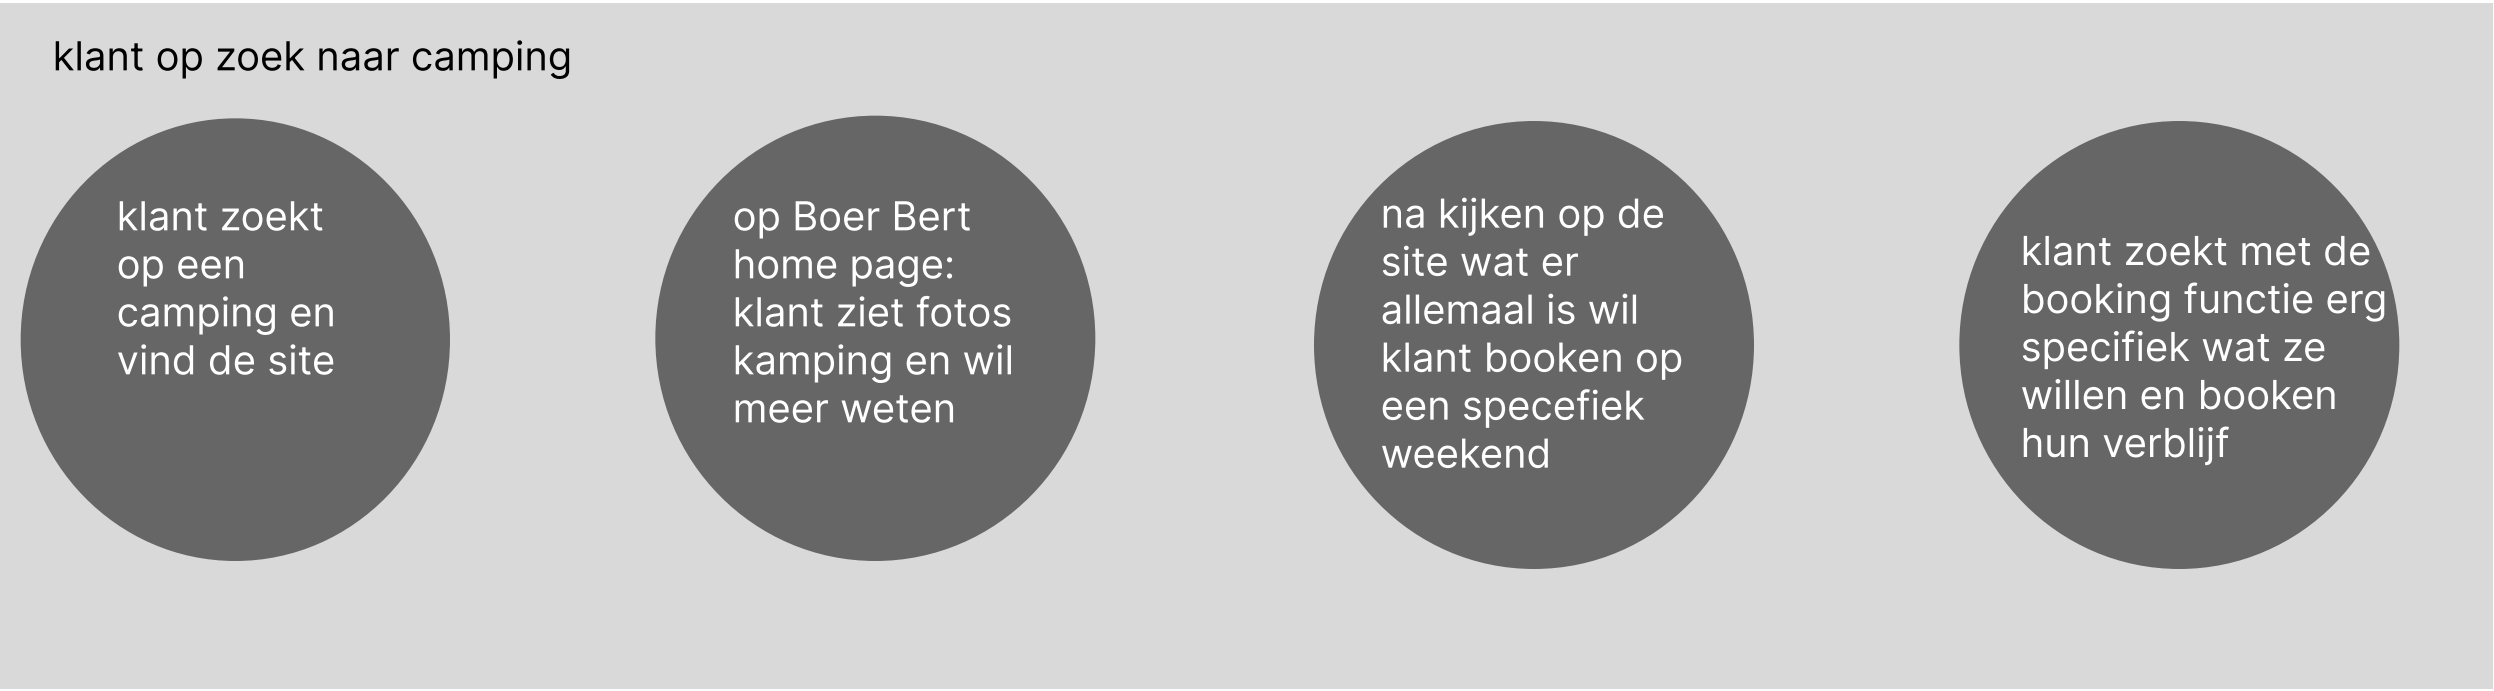 klant op zoek naar camping
klant zoekt
op een
camping en
vind de site
op Boer Bert
home page:
klant ziet fotos
kamping en wil
meer weten
na kijken op de
site wat er
allemaal is wil
klant booken op
een specefiek
weekend
klant zoekt met de
booking functie erg
specifiek wat ze
willen en booken
hun verblijf